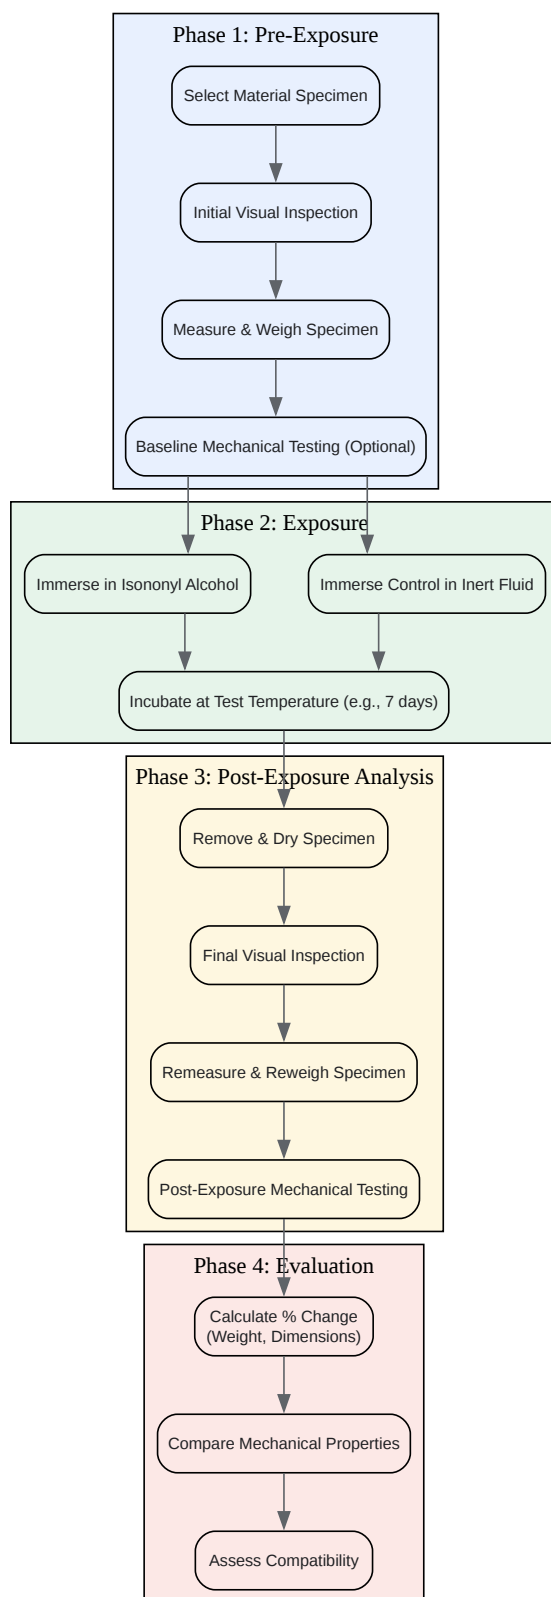 Phase 1: Pre-Exposure
Select Material Specimen
Initial Visual Inspection
Measure & Weigh Specimen
Baseline Mechanical Testing (Optional)
Phase 2: Exposure
Immerse in Isononyl Alcohol
Immerse Control in Inert Fluid
Incubate at Test Temperature (e.g., 7 days)
Phase 3: Post-Exposure Analysis
Remove & Dry Specimen
Final Visual Inspection
Remeasure & Reweigh Specimen
Post-Exposure Mechanical Testing
Phase 4: Evaluation
Calculate % Change
(Weight, Dimensions)
Compare Mechanical Properties
Assess Compatibility